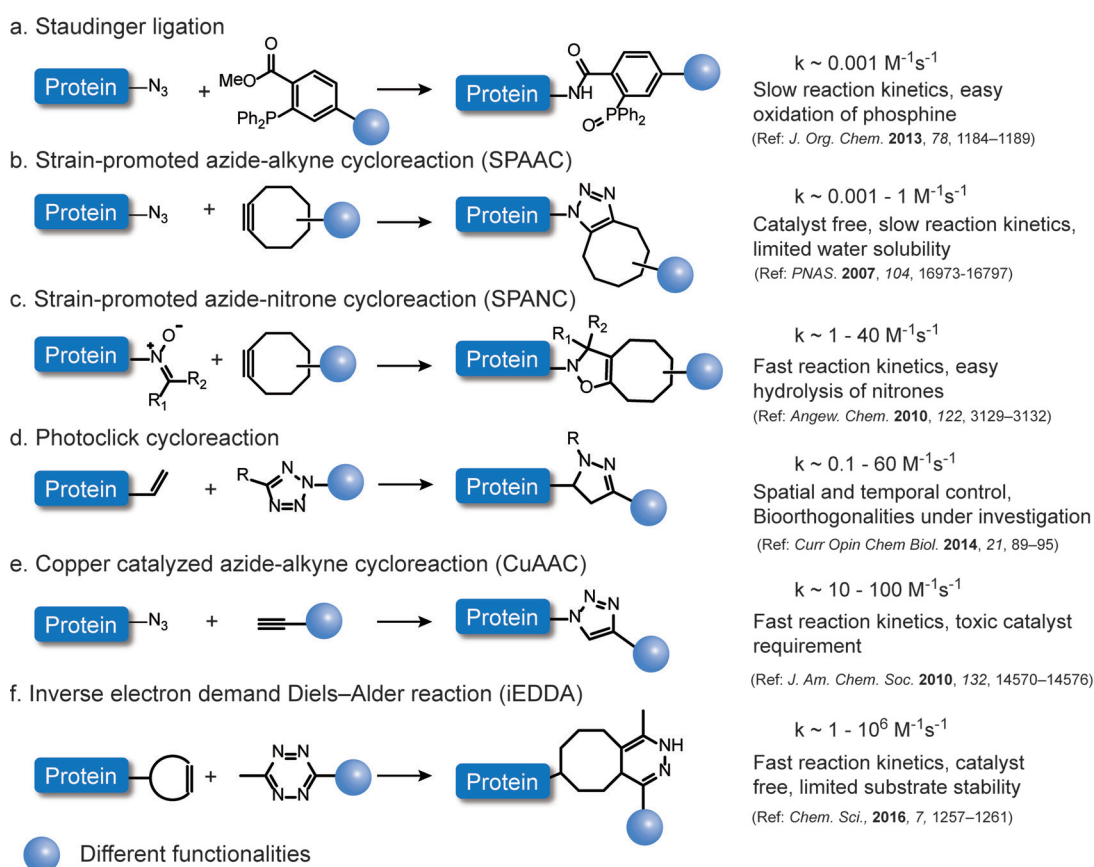 a. Staudinger ligation
Protein
N₃
+
MeO
O
Ph₂P
Protein
NH
O
O
PPh₂
k ~ 0.001 M⁻¹s⁻¹
Slow reaction kinetics, easy
oxidation of phosphine
(Ref: J. Org. Chem. 2013, 78, 1184–1189)
b. Strain-promoted azide-alkyne cycloreaction (SPAAC)
Protein
N₃
+
Protein
N
N
N
k ~ 0.001 - 1 M⁻¹s⁻¹
Catalyst free, slow reaction kinetics,
limited water solubility
(Ref: PNAS. 2007, 104, 16973-16797)
c. Strain-promoted azide-nitrone cycloreaction (SPANC)
Protein
N⁺
O⁻
R₁
R₂
+
Protein
N
O
R₁
R₂
k ~ 1 - 40 M⁻¹s⁻¹
Fast reaction kinetics, easy
hydrolysis of nitrones
(Ref: Angew. Chem. 2010, 122, 3129–3132)
d. Photoclick cycloreaction
Protein
+
R
N
N
N=N
Protein
R
N
N
k ~ 0.1 - 60 M⁻¹s⁻¹
Spatial and temporal control,
Bioorthogonalities under investigation
(Ref: Curr Opin Chem Biol. 2014, 21, 89–95)
e. Copper catalyzed azide-alkyne cycloreaction (CuAAC)
Protein
N₃
+
Protein
N
N
N
k ~ 10 - 100 M⁻¹s⁻¹
Fast reaction kinetics, toxic catalyst
requirement
(Ref: J. Am. Chem. Soc. 2010, 132, 14570–14576)
f. Inverse electron demand Diels–Alder reaction (iEDDA)
Protein
+
N
N
N
N
Protein
NH
N
k ~ 1 - 10⁶ M⁻¹s⁻¹
Fast reaction kinetics, catalyst
free, limited substrate stability
(Ref: Chem. Sci., 2016, 7, 1257–1261)
Different functionalities